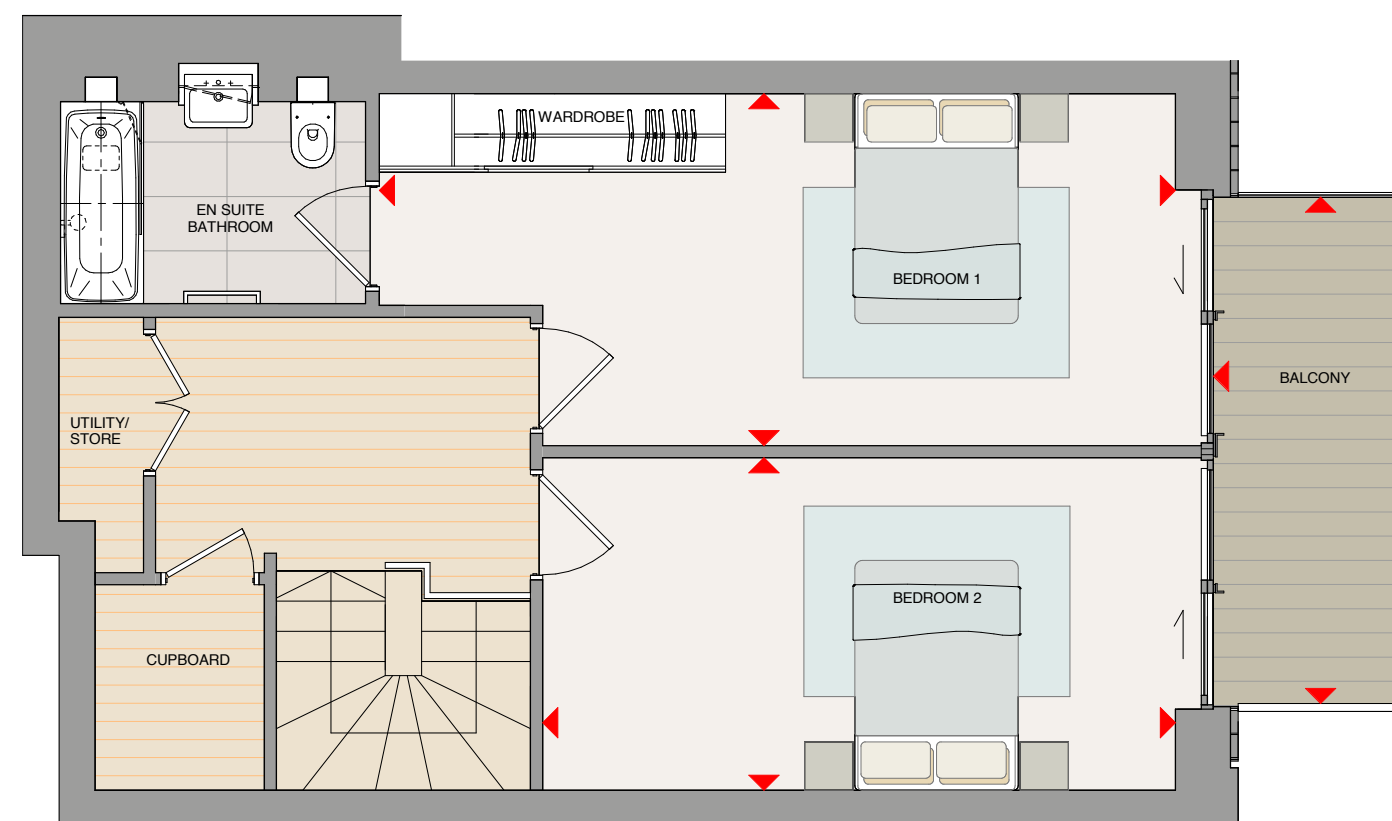 WARDROBE
EN SUITE
BATHROOM
BEDROOM 1
BALCONY
UTILITY/
STORE
BEDROOM 2
CUPBOARD